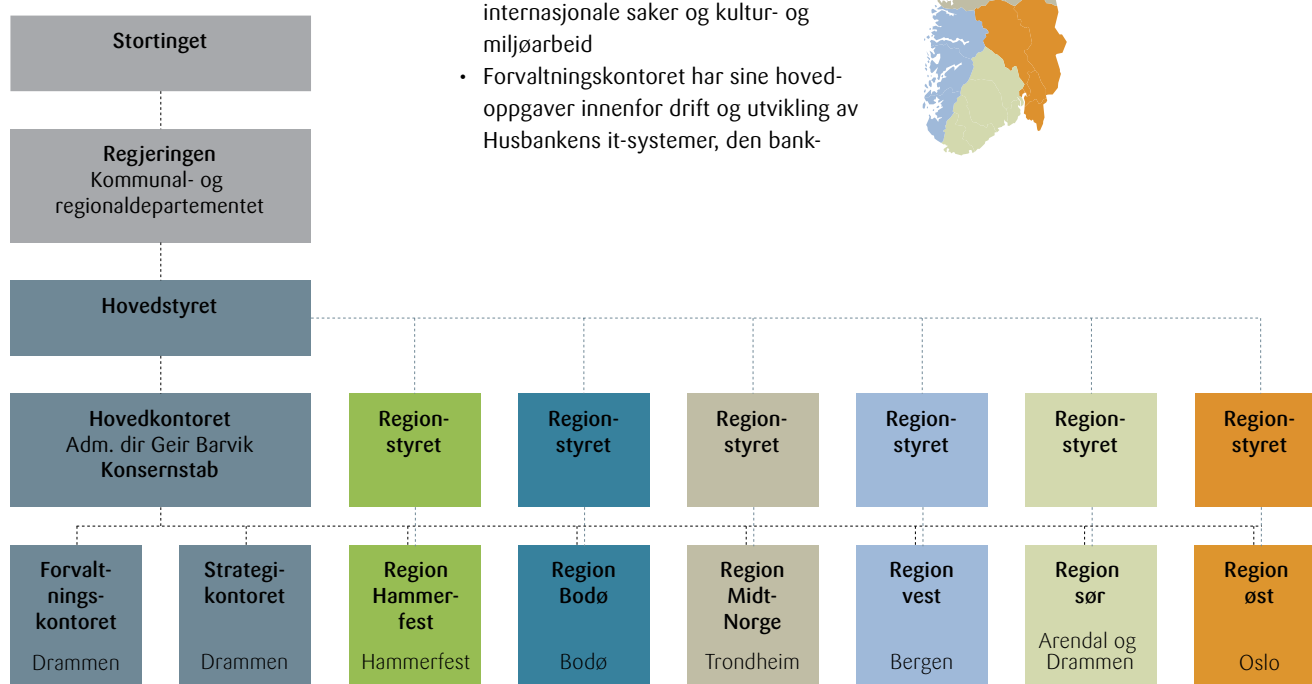 internasjonale saker og kultur- og
miljøarbeid
• Forvaltningskontoret har sine hoved-
oppgaver innenfor drift og utvikling av
Husbankens it-systemer, den bank-
Stortinget
Regjeringen
Kommunal- og
regionaldepartementet
Hovedstyret
Hovedkontoret
Adm. dir Geir Barvik
Konsernstab
Region-
styret
Region-
styret
Region-
styret
Region-
styret
Region-
styret
Region-
styret
Forvalt-
nings-
kontoret
Drammen
Strategi-
kontoret
Drammen
Region
Hammer-
fest
Hammerfest
Region
Bodø
Bodø
Region
Midt-
Norge
Trondheim
Region
vest
Bergen
Region
sør
Arendal og
Drammen
Region
øst
Oslo